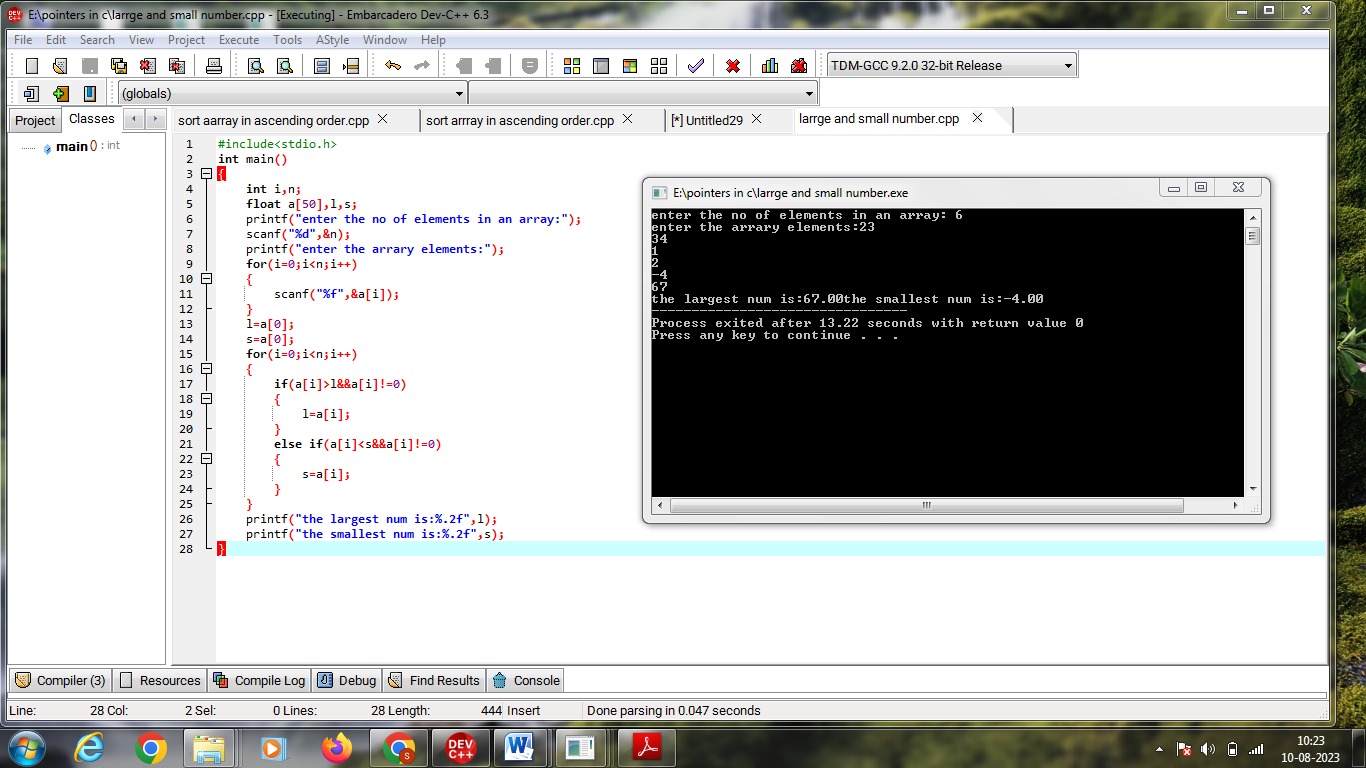 E:\pointers in c\larrge and small number.cpp - [Executing] - Embarcadero Dev-C++ 6.3
File Edit Search View Project Execute Tools AStyle Window Help
TDM-GCC 9.2.0 32-bit Release
(globals)
Project Classes
sort aarray in ascending order.cpp sort arrray in ascending order.cpp [*] Untitled29 larrge and small number.cpp
main() : int
1 #include<stdio.h>
2 int main()
3 {
4 int i,n;
5 float a[50],l,s;
6 printf("enter the no of elements in an array:");
7 scanf("%d",&n);
8 printf("enter the arrary elements:");
9 for(i=0;i<n;i++)
10 {
11 scanf("%f",&a[i]);
12 }
13 l=a[0];
14 s=a[0];
15 for(i=0;i<n;i++)
16 {
17 if(a[i]>l&&a[i]!=0)
18 {
19 l=a[i];
20 }
21 else if(a[i]<s&&a[i]!=0)
22 {
23 s=a[i];
24 }
25 }
26 printf("the largest num is:%.2f",l);
27 printf("the smallest num is:%.2f",s);
28 }
E:\pointers in c\larrge and small number.exe
enter the no of elements in an array: 6
enter the arrary elements:23
34
1
2
-4
67
the largest num is:67.00the smallest num is:-4.00
--------------------------------
Process exited after 13.22 seconds with return value 0
Press any key to continue . . .
Compiler (3) Resources Compile Log Debug Find Results Console
Line: 28 Col: 2 Sel: 0 Lines: 28 Length: 444 Insert Done parsing in 0.047 seconds
S
DEV C++
W
10:23
10-08-2023